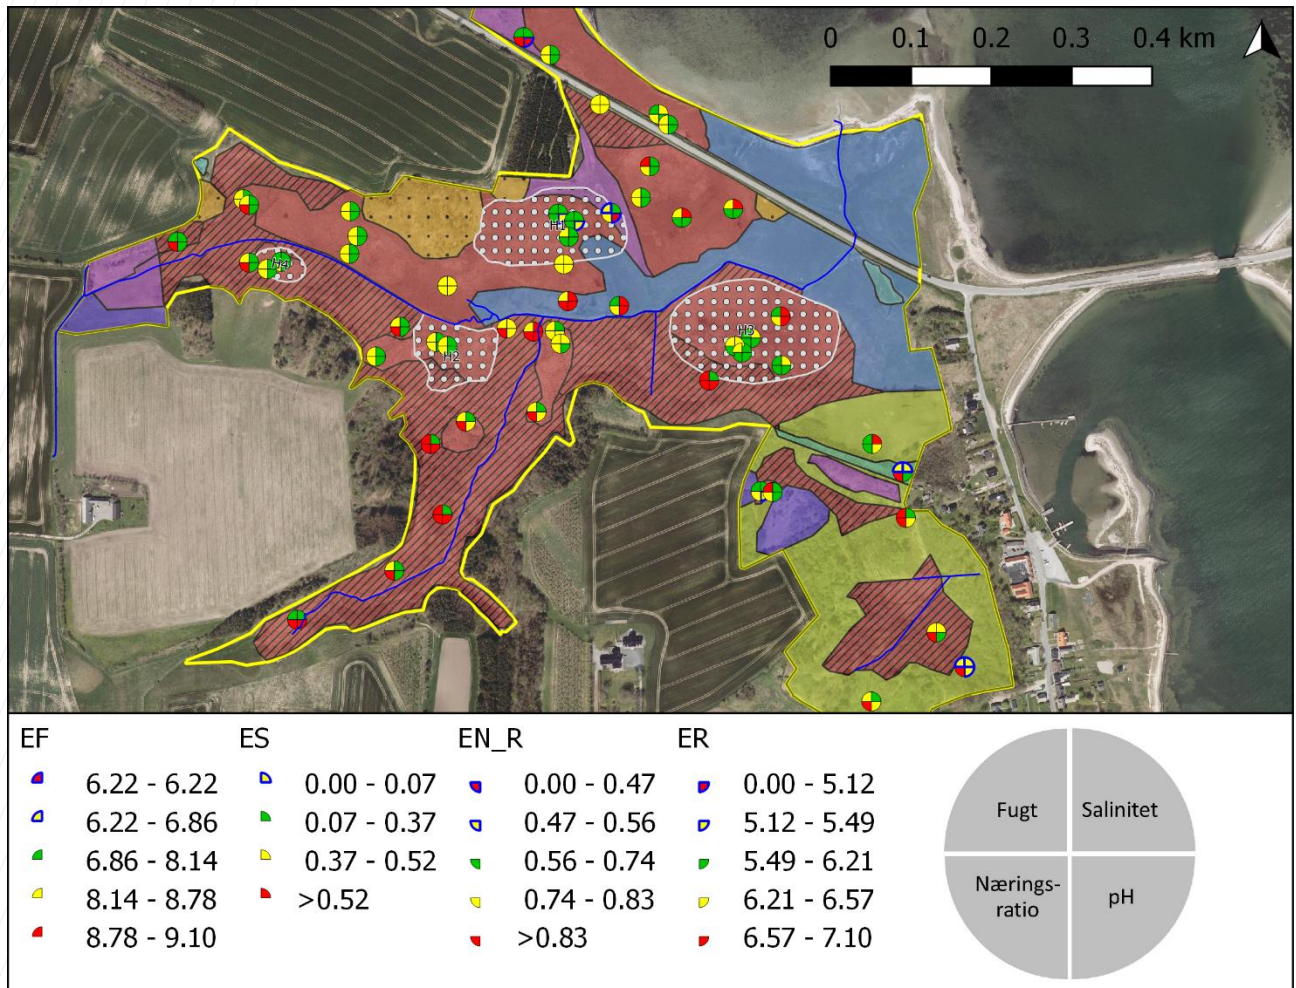 0 0.1 0.2 0.3 0.4 km
H1
H4
H3
H2
EF ES EN_R ER
6.22 - 6.22 0.00 - 0.07 0.00 - 0.47 0.00 - 5.12
6.22 - 6.86 0.07 - 0.37 0.47 - 0.56 5.12 - 5.49
6.86 - 8.14 0.37 - 0.52 0.56 - 0.74 5.49 - 6.21
8.14 - 8.78 >0.52 0.74 - 0.83 6.21 - 6.57
8.78 - 9.10 >0.83 6.57 - 7.10
Fugt Salinitet
Nærings-
ratio pH